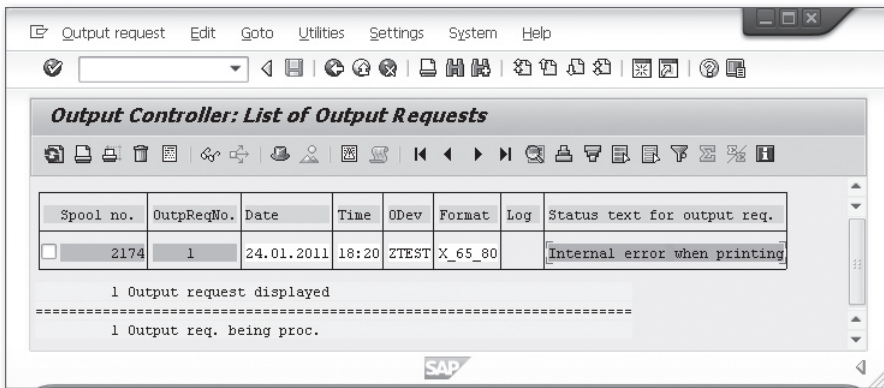 Output request Edit Goto Utilities Settings System Help
Output Controller: List of Output Requests
Spool no. OutpReqNo. Date Time ODev Format Log Status text for output req.
2174 1 24.01.2011 18:20 ZTEST X_65_80 Internal error when printing
1 Output request displayed
1 Output req. being proc.
SAP